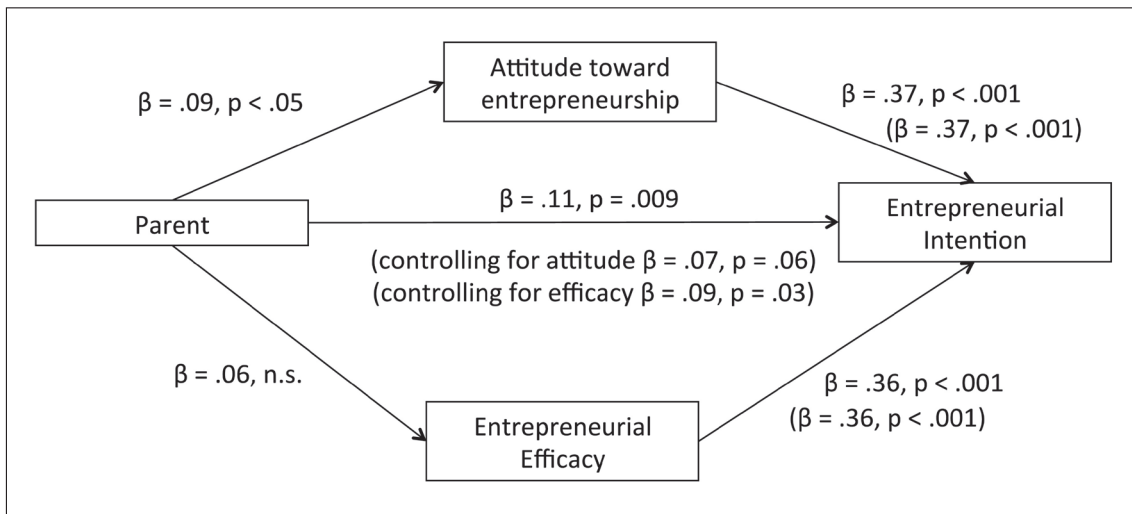 Attitude toward
entrepreneurship
β = .09, p < .05
β = .37, p < .001
(β = .37, p < .001)
Parent
β = .11, p = .009
Entrepreneurial
Intention
(controlling for attitude β = .07, p = .06)
(controlling for efficacy β = .09, p = .03)
β = .06, n.s.
β = .36, p < .001
(β = .36, p < .001)
Entrepreneurial
Efficacy